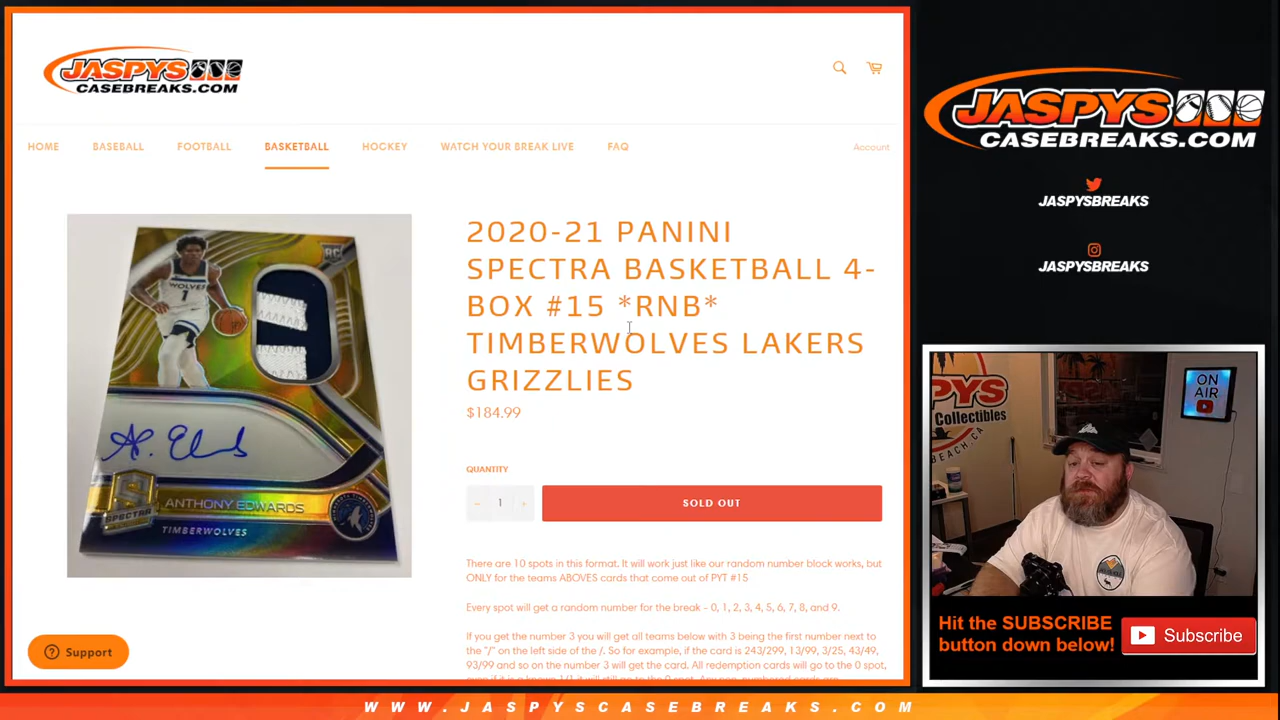 JASPYS
CASEBREAKS.COM
HOME
BASEBALL
FOOTBALL
BASKETBALL
HOCKEY
WATCH YOUR BREAK LIVE
FAQ
Account
RC
WOLVES
1
SPECTRA
ANTHONY EDWARDS
TIMBERWOLVES
2020-21 PANINI
SPECTRA BASKETBALL 4-
BOX #15 *RNB*
TIMBERWOLVES LAKERS
GRIZZLIES
$184.99
QUANTITY
− 1 +
SOLD OUT
There are 10 spots in this format. It will work just like our random number block works, but
ONLY for the teams ABOVES cards that come out of PYT #15
Every spot will get a random number for the break - 0, 1, 2, 3, 4, 5, 6, 7, 8, and 9.
If you get the number 3 you will get all teams below with 3 being the first number next to
the "/" on the left side of the /. So for example, if the card is 243/299, 13/99, 3/25, 43/49,
93/99 and so on the number 3 will get the card. All redemption cards will go to the 0 spot,
Support
JASPYS
CASEBREAKS.COM
JASPYSBREAKS
JASPYSBREAKS
ON
AIR
Collectibles
Hit the SUBSCRIBE
button down below!
Subscribe
WWW.JASPYSCASEBREAKS.COM